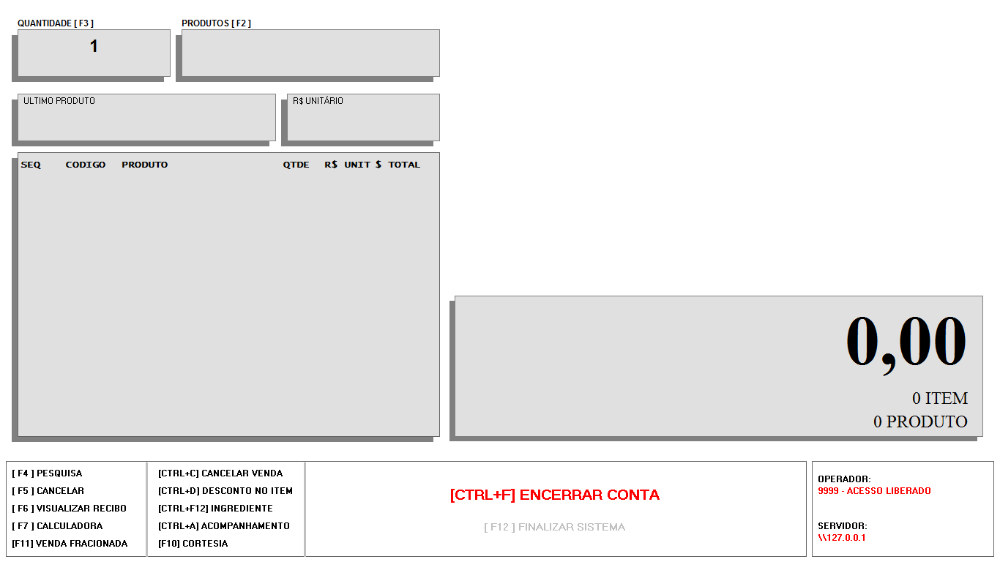 QUANTIDADE [ F3 ]
PRODUTOS [ F2 ]
1
ULTIMO PRODUTO
R$ UNITÁRIO
SEQ CODIGO PRODUTO QTDE R$ UNIT $ TOTAL
0,00
0 ITEM
0 PRODUTO
[ F4 ] PESQUISA
[ F5 ] CANCELAR
[ F6 ] VISUALIZAR RECIBO
[ F7 ] CALCULADORA
[F11] VENDA FRACIONADA
[CTRL+C] CANCELAR VENDA
[CTRL+D] DESCONTO NO ITEM
[CTRL+F12] INGREDIENTE
[CTRL+A] ACOMPANHAMENTO
[F10] CORTESIA
[CTRL+F] ENCERRAR CONTA
[ F12 ] FINALIZAR SISTEMA
OPERADOR:
9999 - ACESSO LIBERADO
SERVIDOR:
\\127.0.0.1